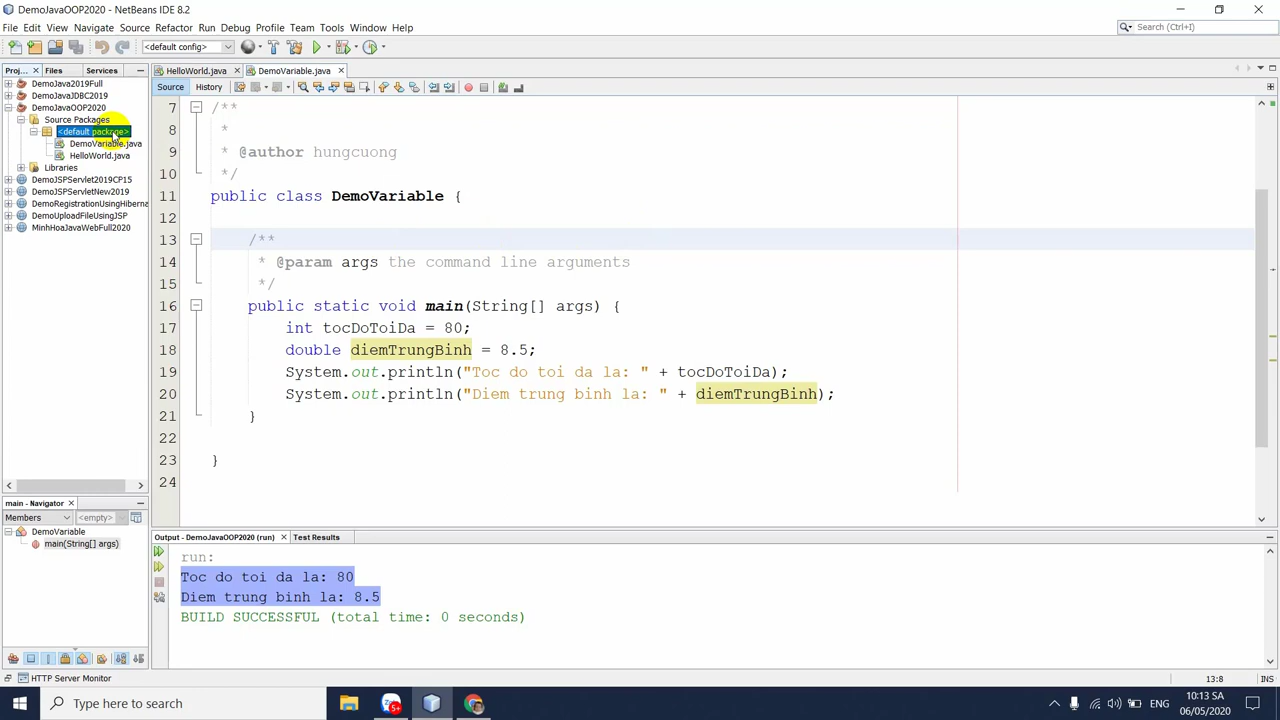 DemoJavaOOP2020 - NetBeans IDE 8.2
File Edit View Navigate Source Refactor Run Debug Profile Team Tools Window Help
Search (Ctrl+I)
<default config>
Proj... Files Services
HelloWorld.java DemoVariable.java
Source History
DemoJava2019Full
DemoJavaJDBC2019
DemoJavaOOP2020
Source Packages
<default package>
DemoVariable.java
HelloWorld.java
Libraries
DemoJSPServlet2019CP15
DemoJSPServletNew2019
DemoRegistrationUsingHiberna
DemoUploadFileUsingJSP
MinhHoaJavaWebFull2020
7 /**
8 *
9 * @author hungcuong
10 */
11 public class DemoVariable {
12
13 /**
14 * @param args the command line arguments
15 */
16 public static void main(String[] args) {
17 int tocDoToiDa = 80;
18 double diemTrungBinh = 8.5;
19 System.out.println("Toc do toi da la: " + tocDoToiDa);
20 System.out.println("Diem trung binh la: " + diemTrungBinh);
21 }
22
23 }
24
main - Navigator
Members <empty>
DemoVariable
main(String[] args)
Output - DemoJavaOOP2020 (run) Test Results
run:
Toc do toi da la: 80
Diem trung binh la: 8.5
BUILD SUCCESSFUL (total time: 0 seconds)
HTTP Server Monitor
13:8 INS
Type here to search
5+
ENG
10:13 SA
06/05/2020